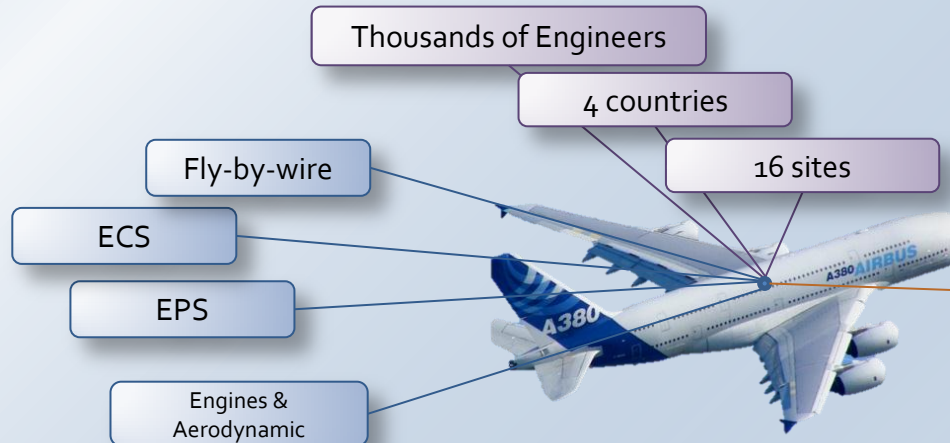 Thousands of Engineers
4 countries
16 sites
Fly-by-wire
ECS
EPS
Engines &
Aerodynamic
A380 AIRBUS
A380